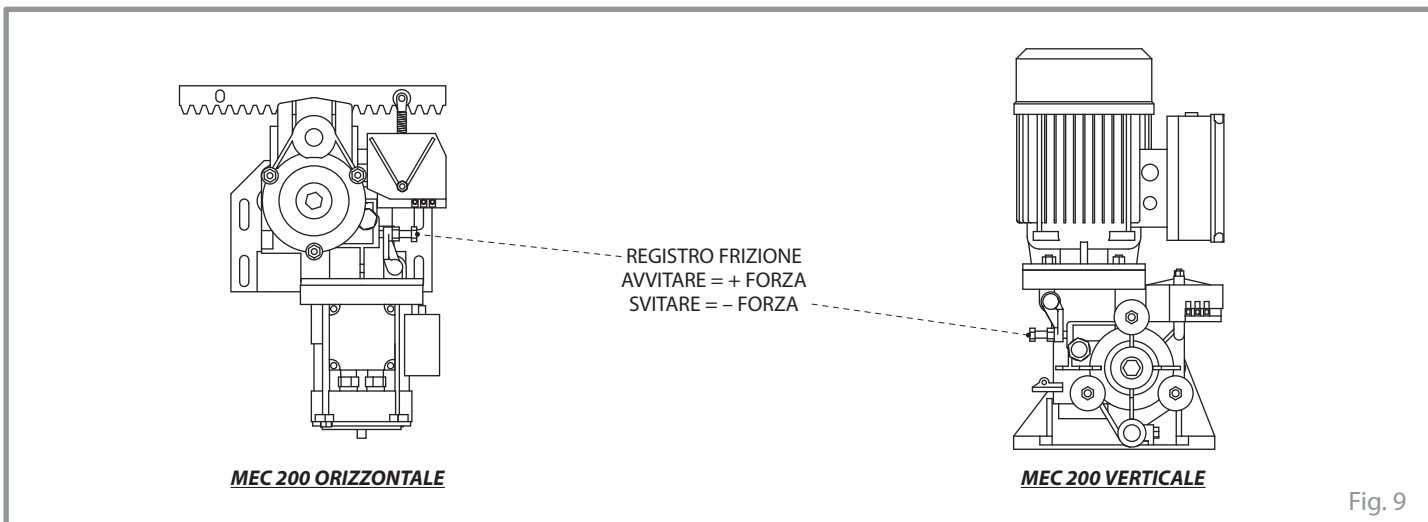 REGISTRO FRIZIONE
AVVITARE = + FORZA
SVITARE = – FORZA
MEC 200 ORIZZONTALE
MEC 200 VERTICALE
Fig. 9